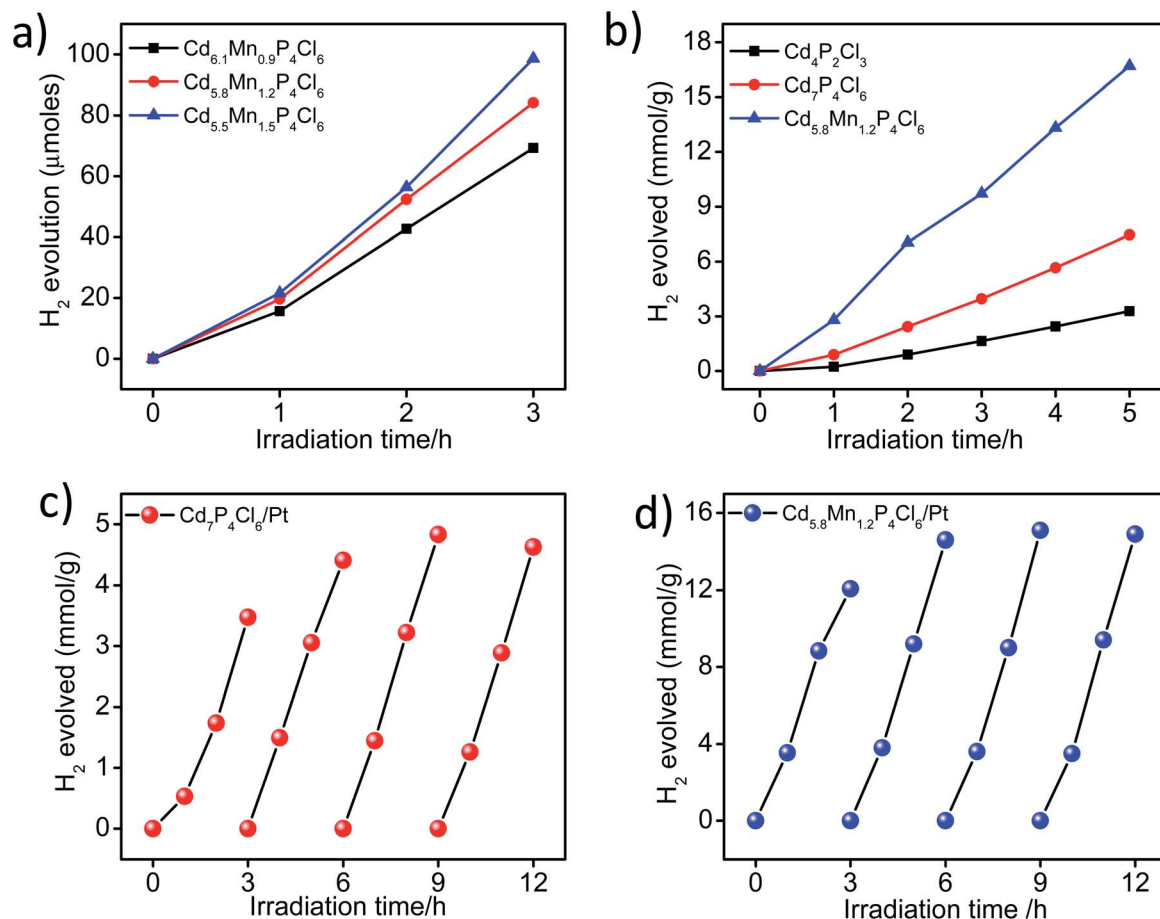 a)
Cd6.1Mn0.9P4Cl6
Cd5.8Mn1.2P4Cl6
Cd5.5Mn1.5P4Cl6
H2 evolution (μmoles)
100
80
60
40
20
0
0 1 2 3
Irradiation time/h
b)
Cd4P2Cl3
Cd7P4Cl6
Cd5.8Mn1.2P4Cl6
H2 evolved (mmol/g)
18
15
12
9
6
3
0
0 1 2 3 4 5
Irradiation time/h
c)
Cd7P4Cl6/Pt
H2 evolved (mmol/g)
5
4
3
2
1
0
0 3 6 9 12
Irradiation time/h
d)
Cd5.8Mn1.2P4Cl6/Pt
H2 evolved (mmol/g)
16
12
8
4
0
0 3 6 9 12
Irradiation time /h